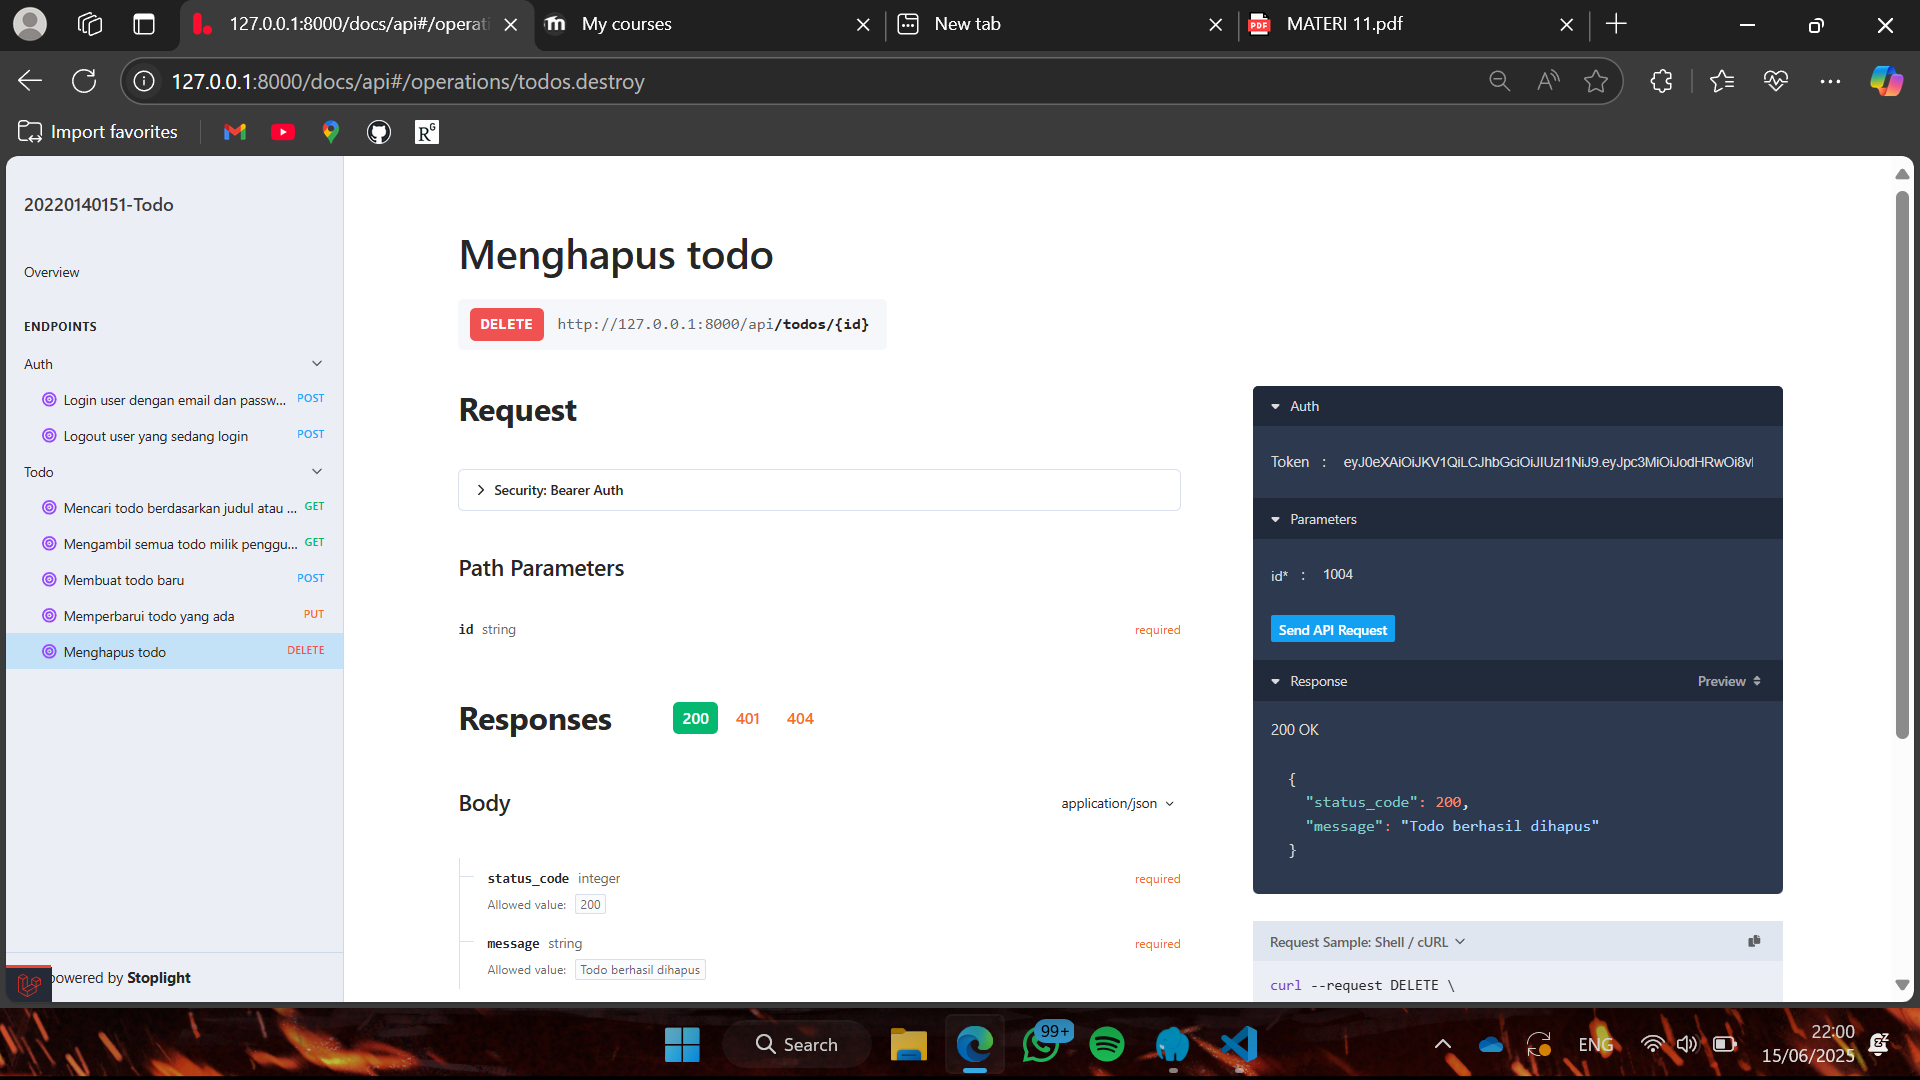 127.0.0.1:8000/docs/api#/operati
My courses
New tab
MATERI 11.pdf
127.0.0.1:8000/docs/api#/operations/todos.destroy
Import favorites
20220140151-Todo
Overview
ENDPOINTS
Auth
Login user dengan email dan passw... POST
Logout user yang sedang login POST
Todo
Mencari todo berdasarkan judul atau ... GET
Mengambil semua todo milik penggu... GET
Membuat todo baru POST
Memperbarui todo yang ada PUT
Menghapus todo DELETE
powered by Stoplight
Menghapus todo
DELETE http://127.0.0.1:8000/api/todos/{id}
Request
Security: Bearer Auth
Path Parameters
id string required
Responses 200 401 404
Body application/json
status_code integer required
Allowed value: 200
message string required
Allowed value: Todo berhasil dihapus
Auth
Token : eyJ0eXAiOiJKV1QiLCJhbGciOiJIUzI1NiJ9.eyJpc3MiOiJodHRwOi8v
Parameters
id* : 1004
Send API Request
Response Preview
200 OK
{
"status_code": 200,
"message": "Todo berhasil dihapus"
}
Request Sample: Shell / cURL
curl --request DELETE \
Search
99+
ENG
22:00
15/06/2025